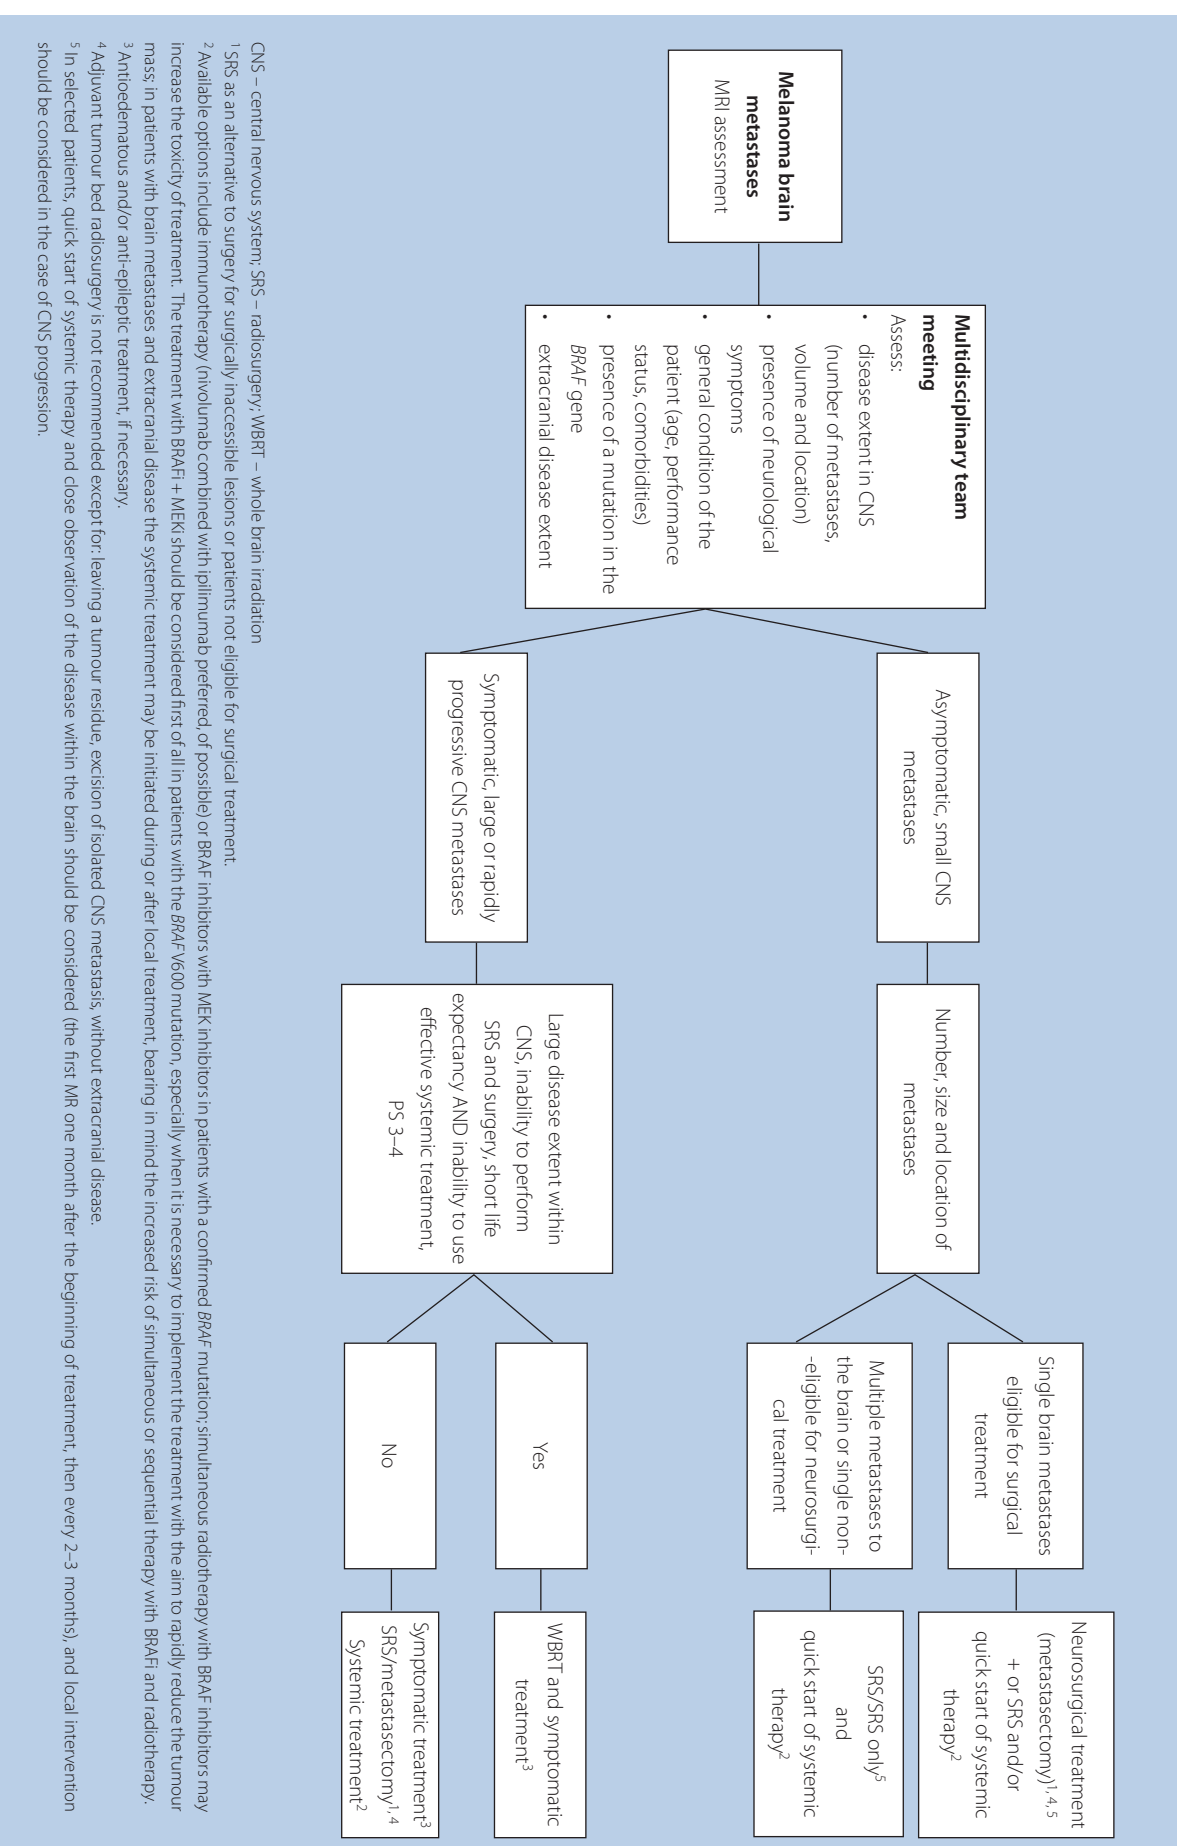 Melanoma brain
metastases
MRI assessment
Multidisciplinary team
meeting
Assess:
• disease extent in CNS
(number of metastases,
volume and location)
• presence of neurological
symptoms
• general condition of the
patient (age, performance
status, comorbidities)
• presence of a mutation in the
BRAF gene
• extracranial disease extent
Asymptomatic, small CNS
metastases
Number, size and location of
metastases
Single brain metastases
eligible for surgical
treatment
Neurosurgical treatment
(metastasectomy)1, 4, 5
+ or SRS and/or
quick start of systemic
therapy2
Multiple metastases to
the brain or single non-
-eligible for neurosurgi-
cal treatment
SRS/SRS only5
and
quick start of systemic
therapy2
Symptomatic, large or rapidly
progressive CNS metastases
Large disease extent within
CNS, inability to perform
SRS and surgery, short life
expectancy AND inability to use
effective systemic treatment,
PS 3–4
Yes
WBRT and symptomatic
treatment3
No
Symptomatic treatment3
SRS/metastasectomy1, 4
Systemic treatment2
CNS – central nervous system; SRS – radiosurgery; WBRT – whole brain irradiation
1 SRS as an alternative to surgery for surgically inaccessible lesions or patients not eligible for surgical treatment.
2 Available options include immunotherapy (nivolumab combined with ipilimumab preferred, of possible) or BRAF inhibitors with MEK inhibitors in patients with a confirmed BRAF mutation; simultaneous radiotherapy with BRAF inhibitors may
increase the toxicity of treatment. The treatment with BRAFi + MEKi should be considered first of all in patients with the BRAF V600 mutation, especially when it is necessary to implement the treatment with the aim to rapidly reduce the tumour
mass; in patients with brain metastases and extracranial disease the systemic treatment may be initiated during or after local treatment, bearing in mind the increased risk of simultaneous or sequential therapy with BRAFi and radiotherapy.
3 Antioedematous and/or anti-epileptic treatment, if necessary.
4 Adjuvant tumour bed radiosurgery is not recommended except for: leaving a tumour residue, excision of isolated CNS metastasis, without extracranial disease.
5 In selected patients, quick start of systemic therapy and close observation of the disease within the brain should be considered (the first MR one month after the beginning of treatment, then every 2–3 months), and local intervention
should be considered in the case of CNS progression.